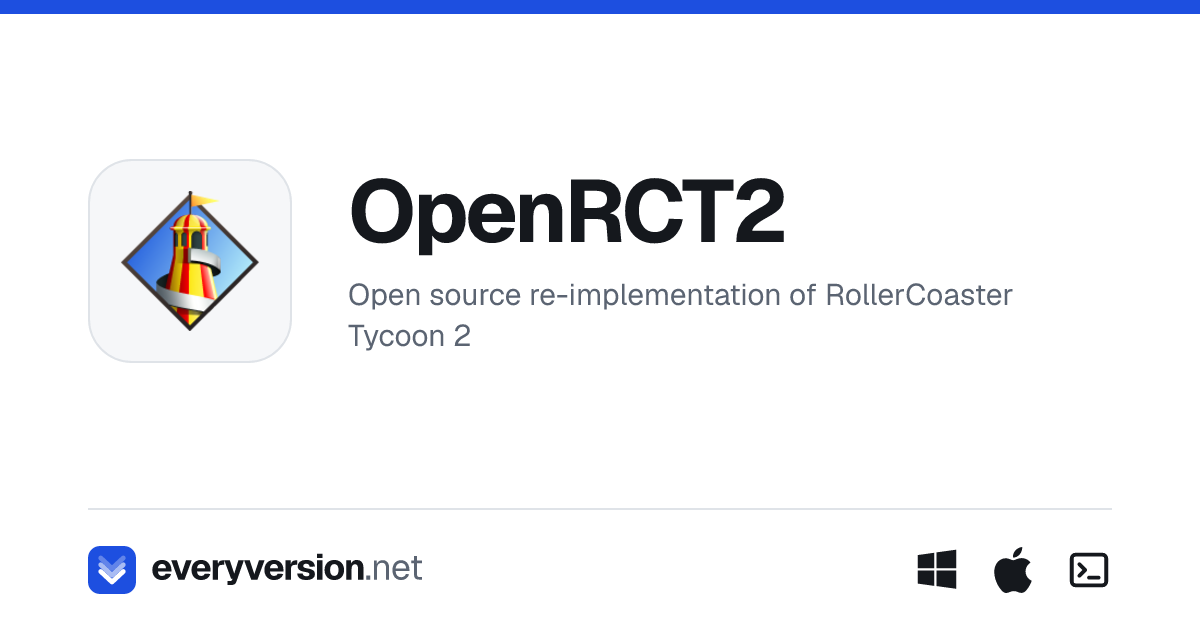 OpenRCT2
Open source re-implementation of RollerCoaster
Tycoon 2
everyversion.net